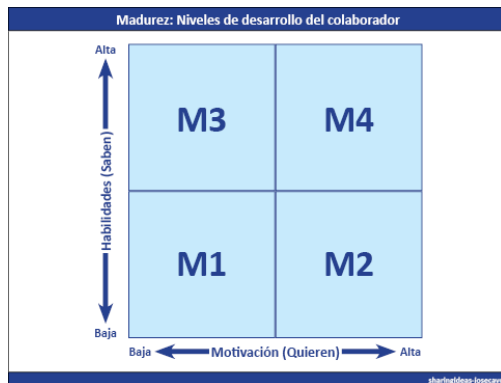 Madurez: Niveles de desarrollo del colaborador
Alta
Habilidades (Saben)
M3 M4
M1 M2
Baja
Baja Motivación (Quieren) Alta